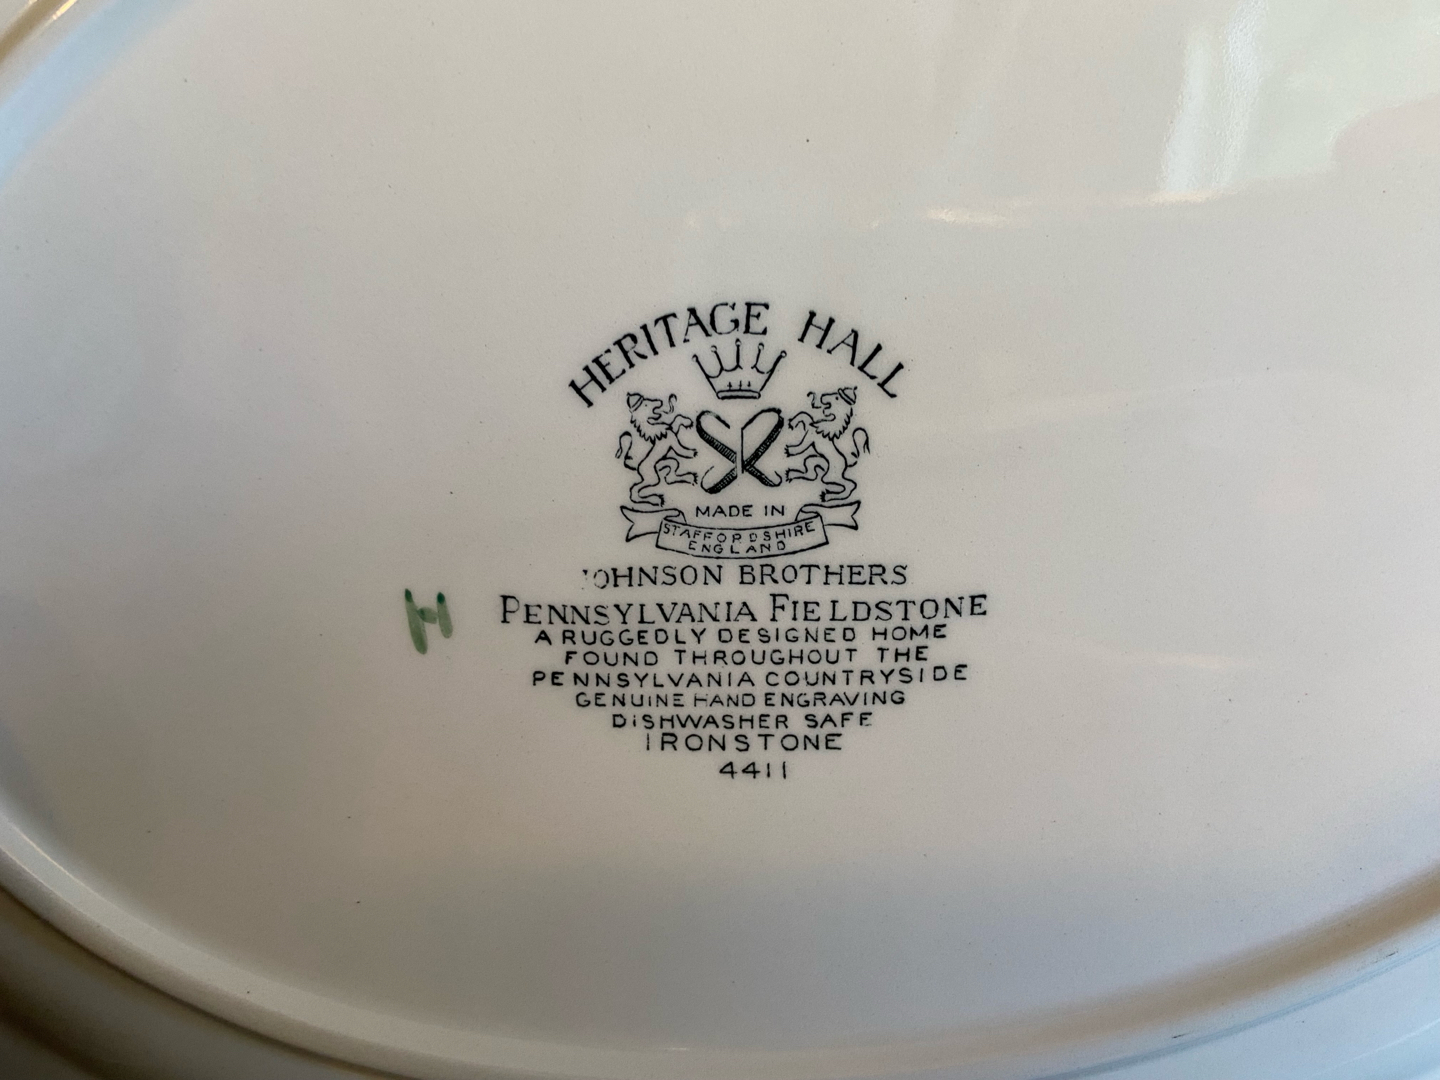 HERITAGE HALL
MADE IN
STAFFORDSHIRE
ENGLAND
JOHNSON BROTHERS
PENNSYLVANIA FIELDSTONE
A RUGGEDLY DESIGNED HOME
FOUND THROUGHOUT THE
PENNSYLVANIA COUNTRYSIDE
GENUINE HAND ENGRAVING
DISHWASHER SAFE
IRONSTONE
4411
H